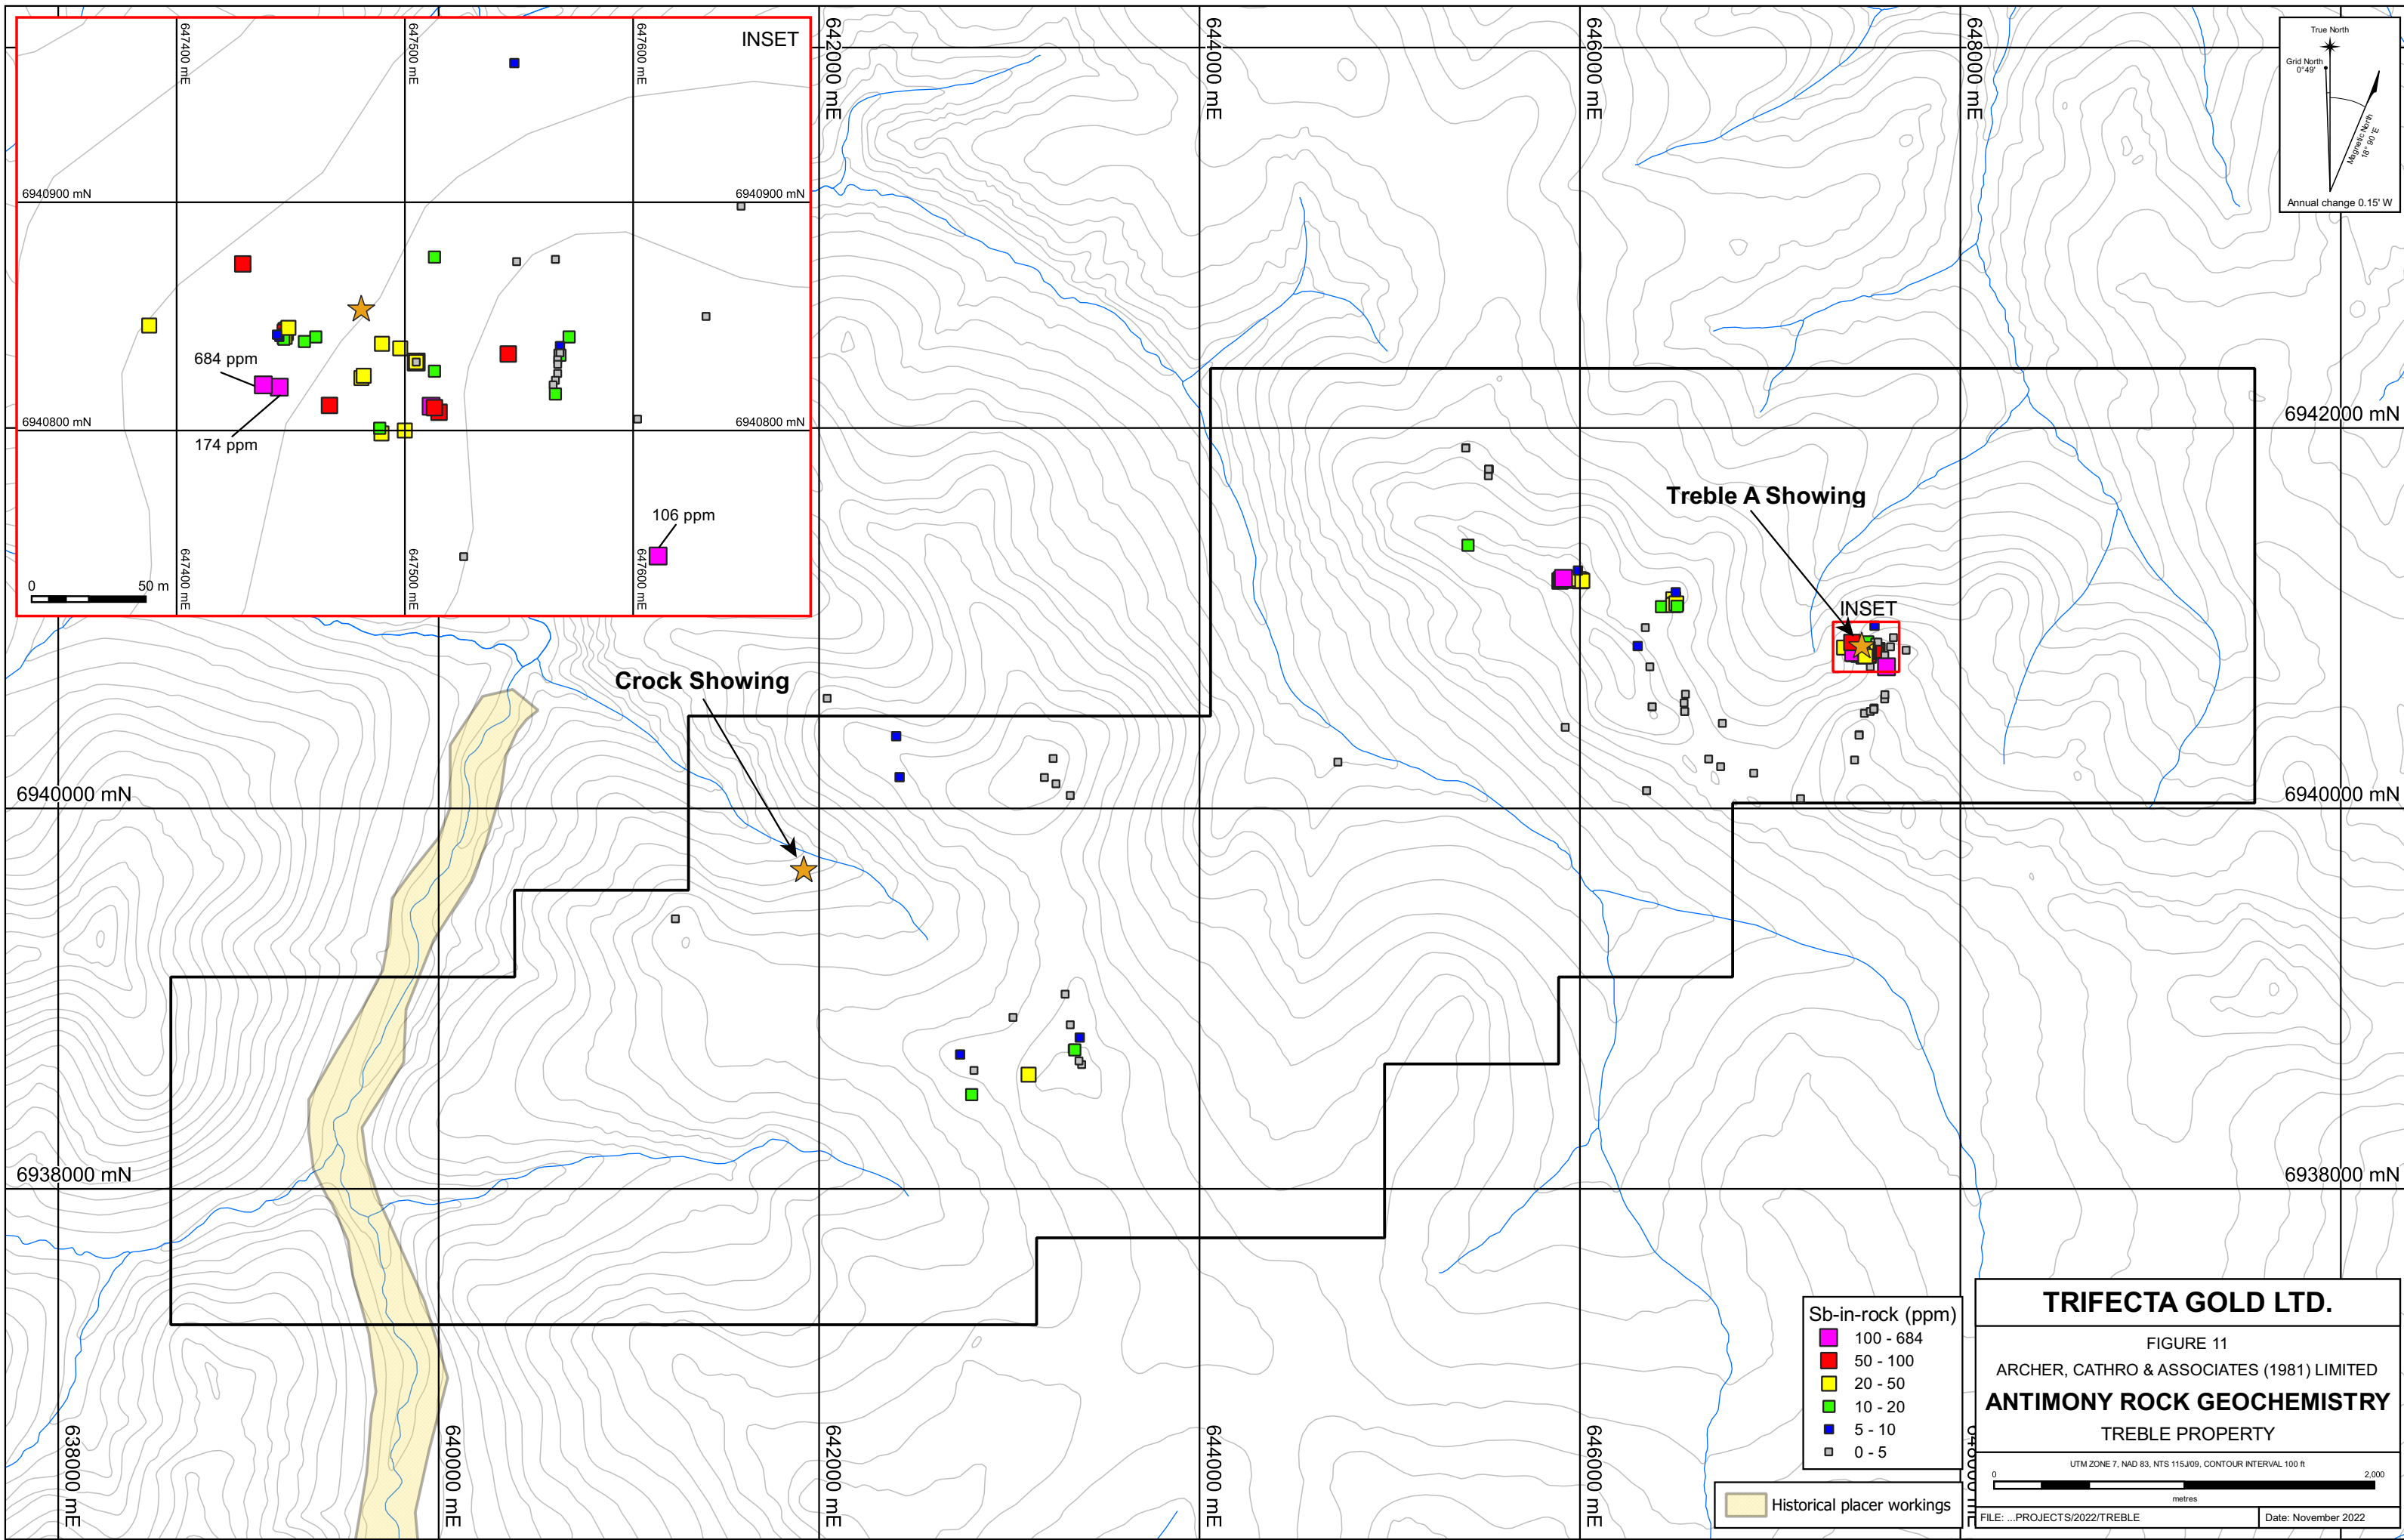 INSET
647400 mE
647500 mE
647600 mE
6940900 mN
6940900 mN
684 ppm
174 ppm
6940800 mN
6940800 mN
106 ppm
647400 mE
647500 mE
647600 mE
0 50 m
642000 mE
644000 mE
646000 mE
648000 mE
True North
Grid North
0°49'
Magnetic North
18° 90 'E
Annual change 0.15' W
6942000 mN
Treble A Showing
INSET
Crock Showing
6940000 mN
6940000 mN
6938000 mN
6938000 mN
638000 mE
640000 mE
642000 mE
644000 mE
646000 mE
Sb-in-rock (ppm)
100 - 684
50 - 100
20 - 50
10 - 20
5 - 10
0 - 5
Historical placer workings
TRIFECTA GOLD LTD.
FIGURE 11
ARCHER, CATHRO & ASSOCIATES (1981) LIMITED
ANTIMONY ROCK GEOCHEMISTRY
TREBLE PROPERTY
UTM ZONE 7, NAD 83, NTS 115J/09, CONTOUR INTERVAL 100 ft
0 2,000
metres
FILE: ...PROJECTS/2022/TREBLE
Date: November 2022